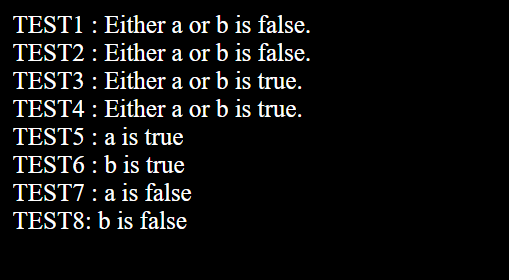 TEST1 : Either a or b is false.
TEST2 : Either a or b is false.
TEST3 : Either a or b is true.
TEST4 : Either a or b is true.
TEST5 : a is true
TEST6 : b is true
TEST7 : a is false
TEST8: b is false